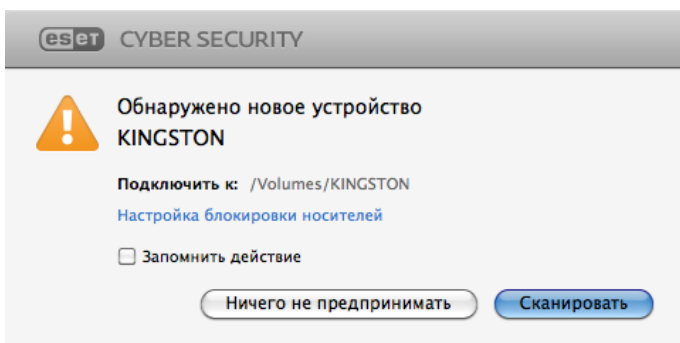 eset CYBER SECURITY
Обнаружено новое устройство
KINGSTON
Подключить к: /Volumes/KINGSTON
Настройка блокировки носителей
Запомнить действие
Ничего не предпринимать Сканировать